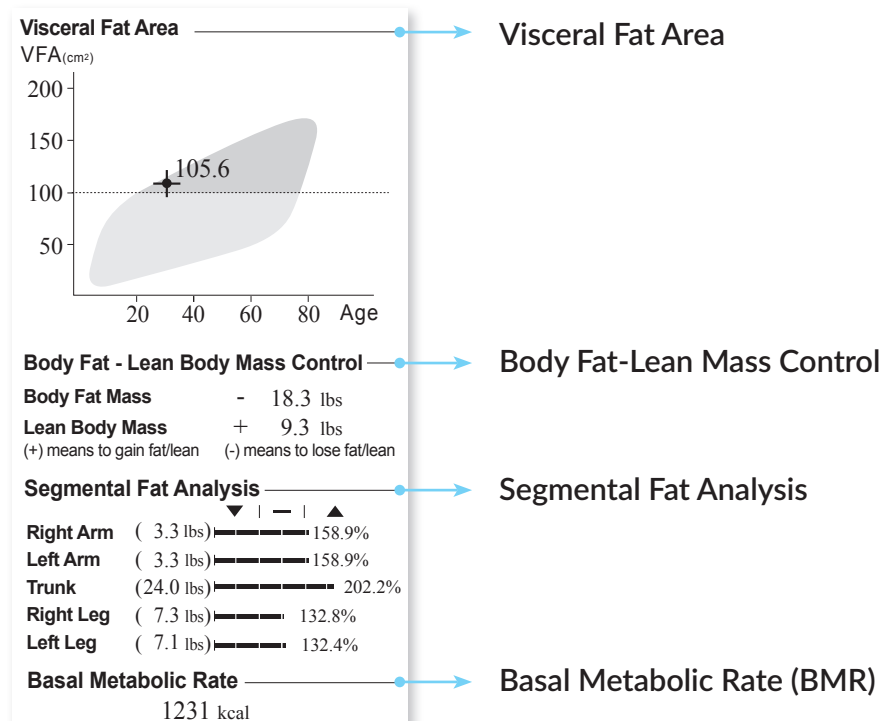 Visceral Fat Area
Visceral Fat Area
VFA(cm²)
200
150
105.6
100
50
20 40 60 80 Age
Body Fat - Lean Body Mass Control
Body Fat-Lean Mass Control
Body Fat Mass - 18.3 lbs
Lean Body Mass + 9.3 lbs
(+) means to gain fat/lean (-) means to lose fat/lean
Segmental Fat Analysis
Segmental Fat Analysis
Right Arm ( 3.3 lbs) 158.9%
Left Arm ( 3.3 lbs) 158.9%
Trunk (24.0 lbs) 202.2%
Right Leg ( 7.3 lbs) 132.8%
Left Leg ( 7.1 lbs) 132.4%
Basal Metabolic Rate
Basal Metabolic Rate (BMR)
1231 kcal